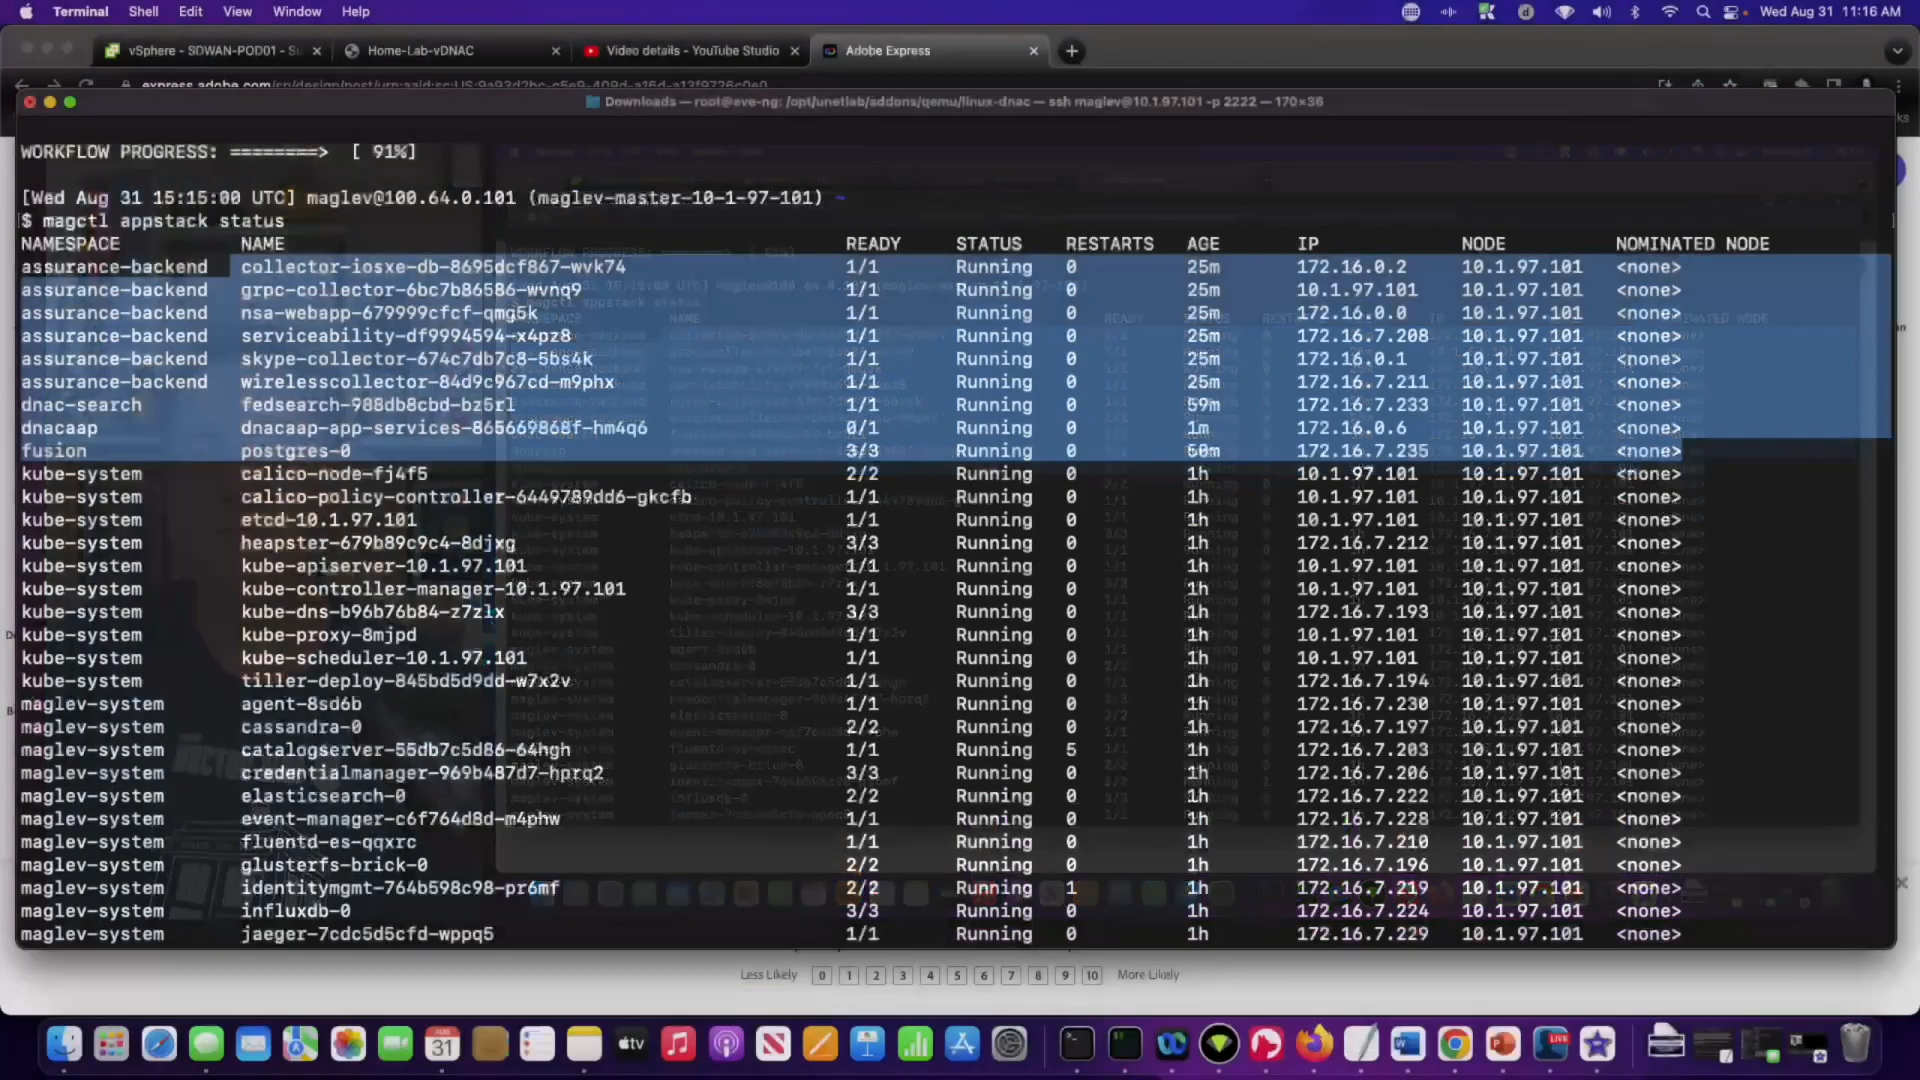 Terminal Shell Edit View Window Help Wed Aug 31 11:16 AM
vSphere - SDWAN-POD01 - S Home-Lab-vDNAC Video details - YouTube Studio Adobe Express
Downloads — root@eve-ng: /opt/unetlab/addons/qemu/linux-dnac — ssh maglev@10.1.97.101 -p 2222 — 170×36
WORKFLOW PROGRESS: ========> [ 91%]
[Wed Aug 31 15:15:00 UTC] maglev@100.64.0.101 (maglev-master-10-1-97-101) ~
$ magctl appstack status
NAMESPACE NAME READY STATUS RESTARTS AGE IP NODE NOMINATED NODE
assurance-backend collector-iosxe-db-8695dcf867-wvk74 1/1 Running 0 25m 172.16.0.2 10.1.97.101 <none>
assurance-backend grpc-collector-6bc7b86586-wvnq9 1/1 Running 0 25m 10.1.97.101 10.1.97.101 <none>
assurance-backend nsa-webapp-679999cfcf-qmg5k 1/1 Running 0 25m 172.16.0.0 10.1.97.101 <none>
assurance-backend serviceability-df9994594-x4pz8 1/1 Running 0 25m 172.16.7.208 10.1.97.101 <none>
assurance-backend skype-collector-674c7db7c8-5bs4k 1/1 Running 0 25m 172.16.0.1 10.1.97.101 <none>
assurance-backend wirelesscollector-84d9c967cd-m9phx 1/1 Running 0 25m 172.16.7.211 10.1.97.101 <none>
dnac-search fedsearch-988db8cbd-bz5rl 1/1 Running 0 59m 172.16.7.233 10.1.97.101 <none>
dnacaap dnacaap-app-services-865669868f-hm4q6 0/1 Running 0 1m 172.16.0.6 10.1.97.101 <none>
fusion postgres-0 3/3 Running 0 50m 172.16.7.235 10.1.97.101 <none>
kube-system calico-node-fj4f5 2/2 Running 0 1h 10.1.97.101 10.1.97.101 <none>
kube-system calico-policy-controller-6449789dd6-gkcfb 1/1 Running 0 1h 10.1.97.101 10.1.97.101 <none>
kube-system etcd-10.1.97.101 1/1 Running 0 1h 10.1.97.101 10.1.97.101 <none>
kube-system heapster-679b89c9c4-8djxg 3/3 Running 0 1h 172.16.7.212 10.1.97.101 <none>
kube-system kube-apiserver-10.1.97.101 1/1 Running 0 1h 10.1.97.101 10.1.97.101 <none>
kube-system kube-controller-manager-10.1.97.101 1/1 Running 0 1h 10.1.97.101 10.1.97.101 <none>
kube-system kube-dns-b96b76b84-z7zlx 3/3 Running 0 1h 172.16.7.193 10.1.97.101 <none>
kube-system kube-proxy-8mjpd 1/1 Running 0 1h 10.1.97.101 10.1.97.101 <none>
kube-system kube-scheduler-10.1.97.101 1/1 Running 0 1h 10.1.97.101 10.1.97.101 <none>
kube-system tiller-deploy-845bd5d9dd-w7x2v 1/1 Running 0 1h 172.16.7.194 10.1.97.101 <none>
maglev-system agent-8sd6b 1/1 Running 0 1h 172.16.7.230 10.1.97.101 <none>
maglev-system cassandra-0 2/2 Running 0 1h 172.16.7.197 10.1.97.101 <none>
maglev-system catalogserver-55db7c5d86-64hgh 1/1 Running 5 1h 172.16.7.203 10.1.97.101 <none>
maglev-system credentialmanager-969b487d7-hprq2 3/3 Running 0 1h 172.16.7.206 10.1.97.101 <none>
maglev-system elasticsearch-0 2/2 Running 0 1h 172.16.7.222 10.1.97.101 <none>
maglev-system event-manager-c6f764d8d-m4phw 1/1 Running 0 1h 172.16.7.228 10.1.97.101 <none>
maglev-system fluentd-es-qqxrc 1/1 Running 0 1h 172.16.7.210 10.1.97.101 <none>
maglev-system glusterfs-brick-0 2/2 Running 0 1h 172.16.7.196 10.1.97.101 <none>
maglev-system identitymgmt-764b598c98-pr6mf 2/2 Running 1 1h 172.16.7.219 10.1.97.101 <none>
maglev-system influxdb-0 3/3 Running 0 1h 172.16.7.224 10.1.97.101 <none>
maglev-system jaeger-7cdc5d5cfd-wppq5 1/1 Running 0 1h 172.16.7.229 10.1.97.101 <none>
Less Likely 0 1 2 3 4 5 6 7 8 9 10 More Likely
AUG 31 tv LIVE